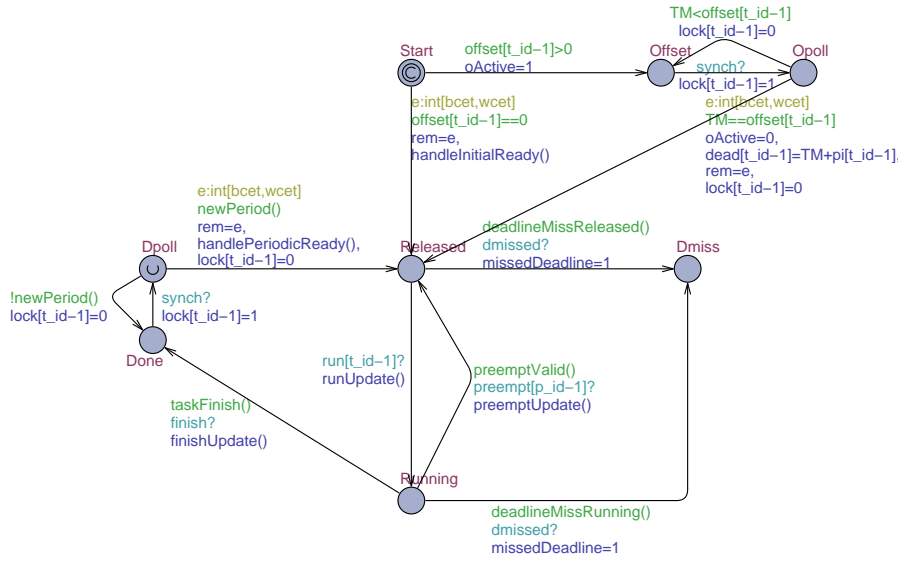 TM<offset[t_id−1]
lock[t_id−1]=0
Start
offset[t_id−1]>0
oActive=1
Offset
Opoll
synch?
lock[t_id−1]=1
e:int[bcet,wcet]
offset[t_id−1]==0
rem=e,
handleInitialReady()
e:int[bcet,wcet]
TM==offset[t_id−1]
oActive=0,
dead[t_id−1]=TM+pi[t_id−1],
rem=e,
lock[t_id−1]=0
e:int[bcet,wcet]
newPeriod()
rem=e,
handlePeriodicReady(),
lock[t_id−1]=0
Dpoll
Released
deadlineMissReleased()
dmissed?
missedDeadline=1
Dmiss
!newPeriod()
lock[t_id−1]=0
synch?
lock[t_id−1]=1
Done
run[t_id−1]?
runUpdate()
preemptValid()
preempt[p_id−1]?
preemptUpdate()
taskFinish()
finish?
finishUpdate()
Running
deadlineMissRunning()
dmissed?
missedDeadline=1